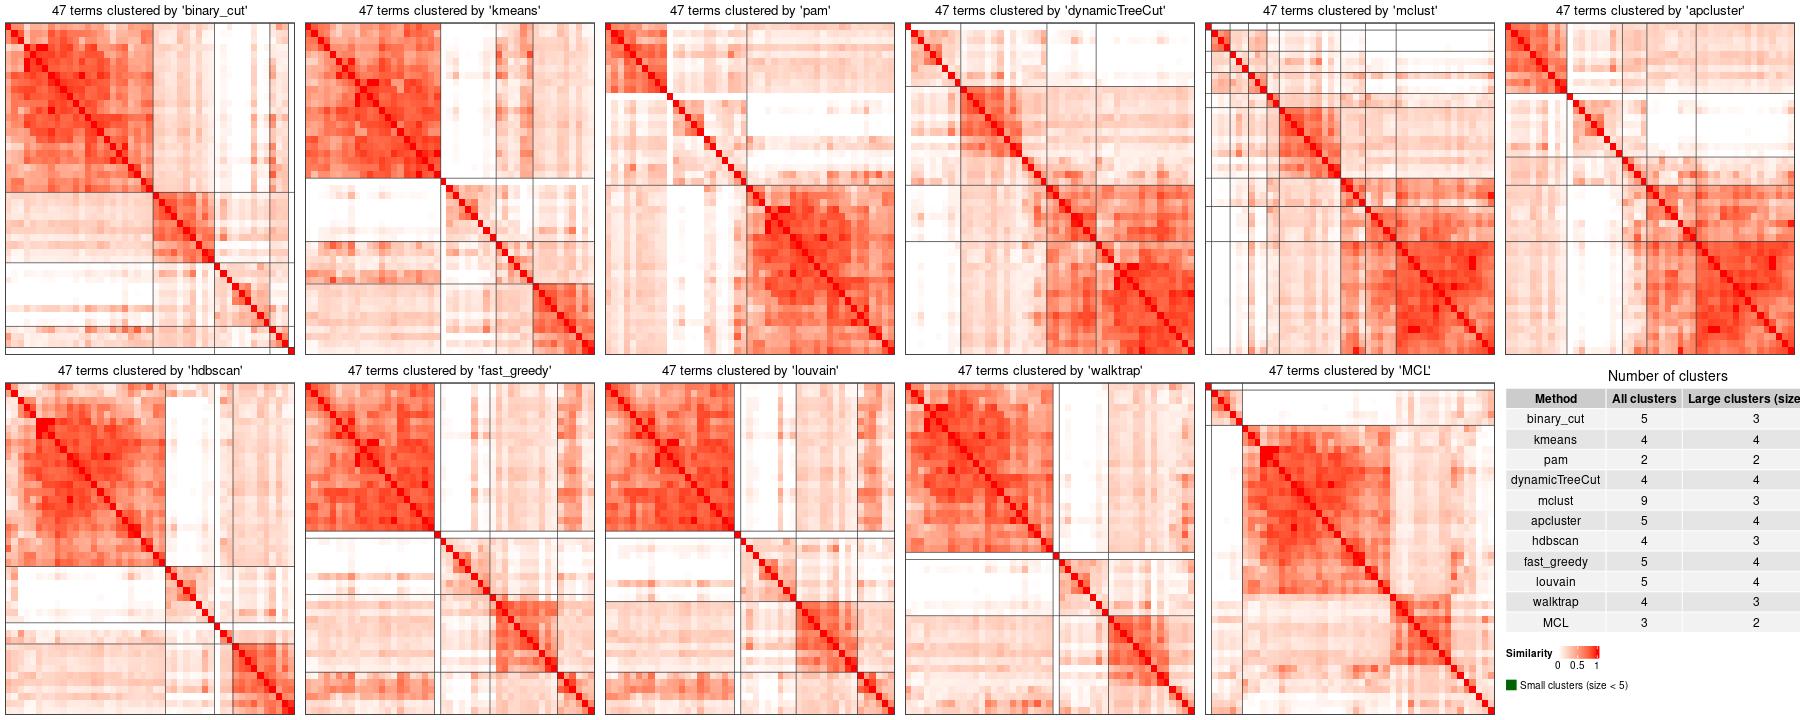 47 terms clustered by 'binary_cut'
47 terms clustered by 'kmeans'
47 terms clustered by 'pam'
47 terms clustered by 'dynamicTreeCut'
47 terms clustered by 'mclust'
47 terms clustered by 'apcluster'
47 terms clustered by 'hdbscan'
47 terms clustered by 'fast_greedy'
47 terms clustered by 'louvain'
47 terms clustered by 'walktrap'
47 terms clustered by 'MCL'
Number of clusters
Method All clusters Large clusters (size
binary_cut 5 3
kmeans 4 4
pam 2 2
dynamicTreeCut 4 4
mclust 9 3
apcluster 5 4
hdbscan 4 3
fast_greedy 5 4
louvain 5 4
walktrap 4 3
MCL 3 2
Similarity
0 0.5 1
Small clusters (size < 5)